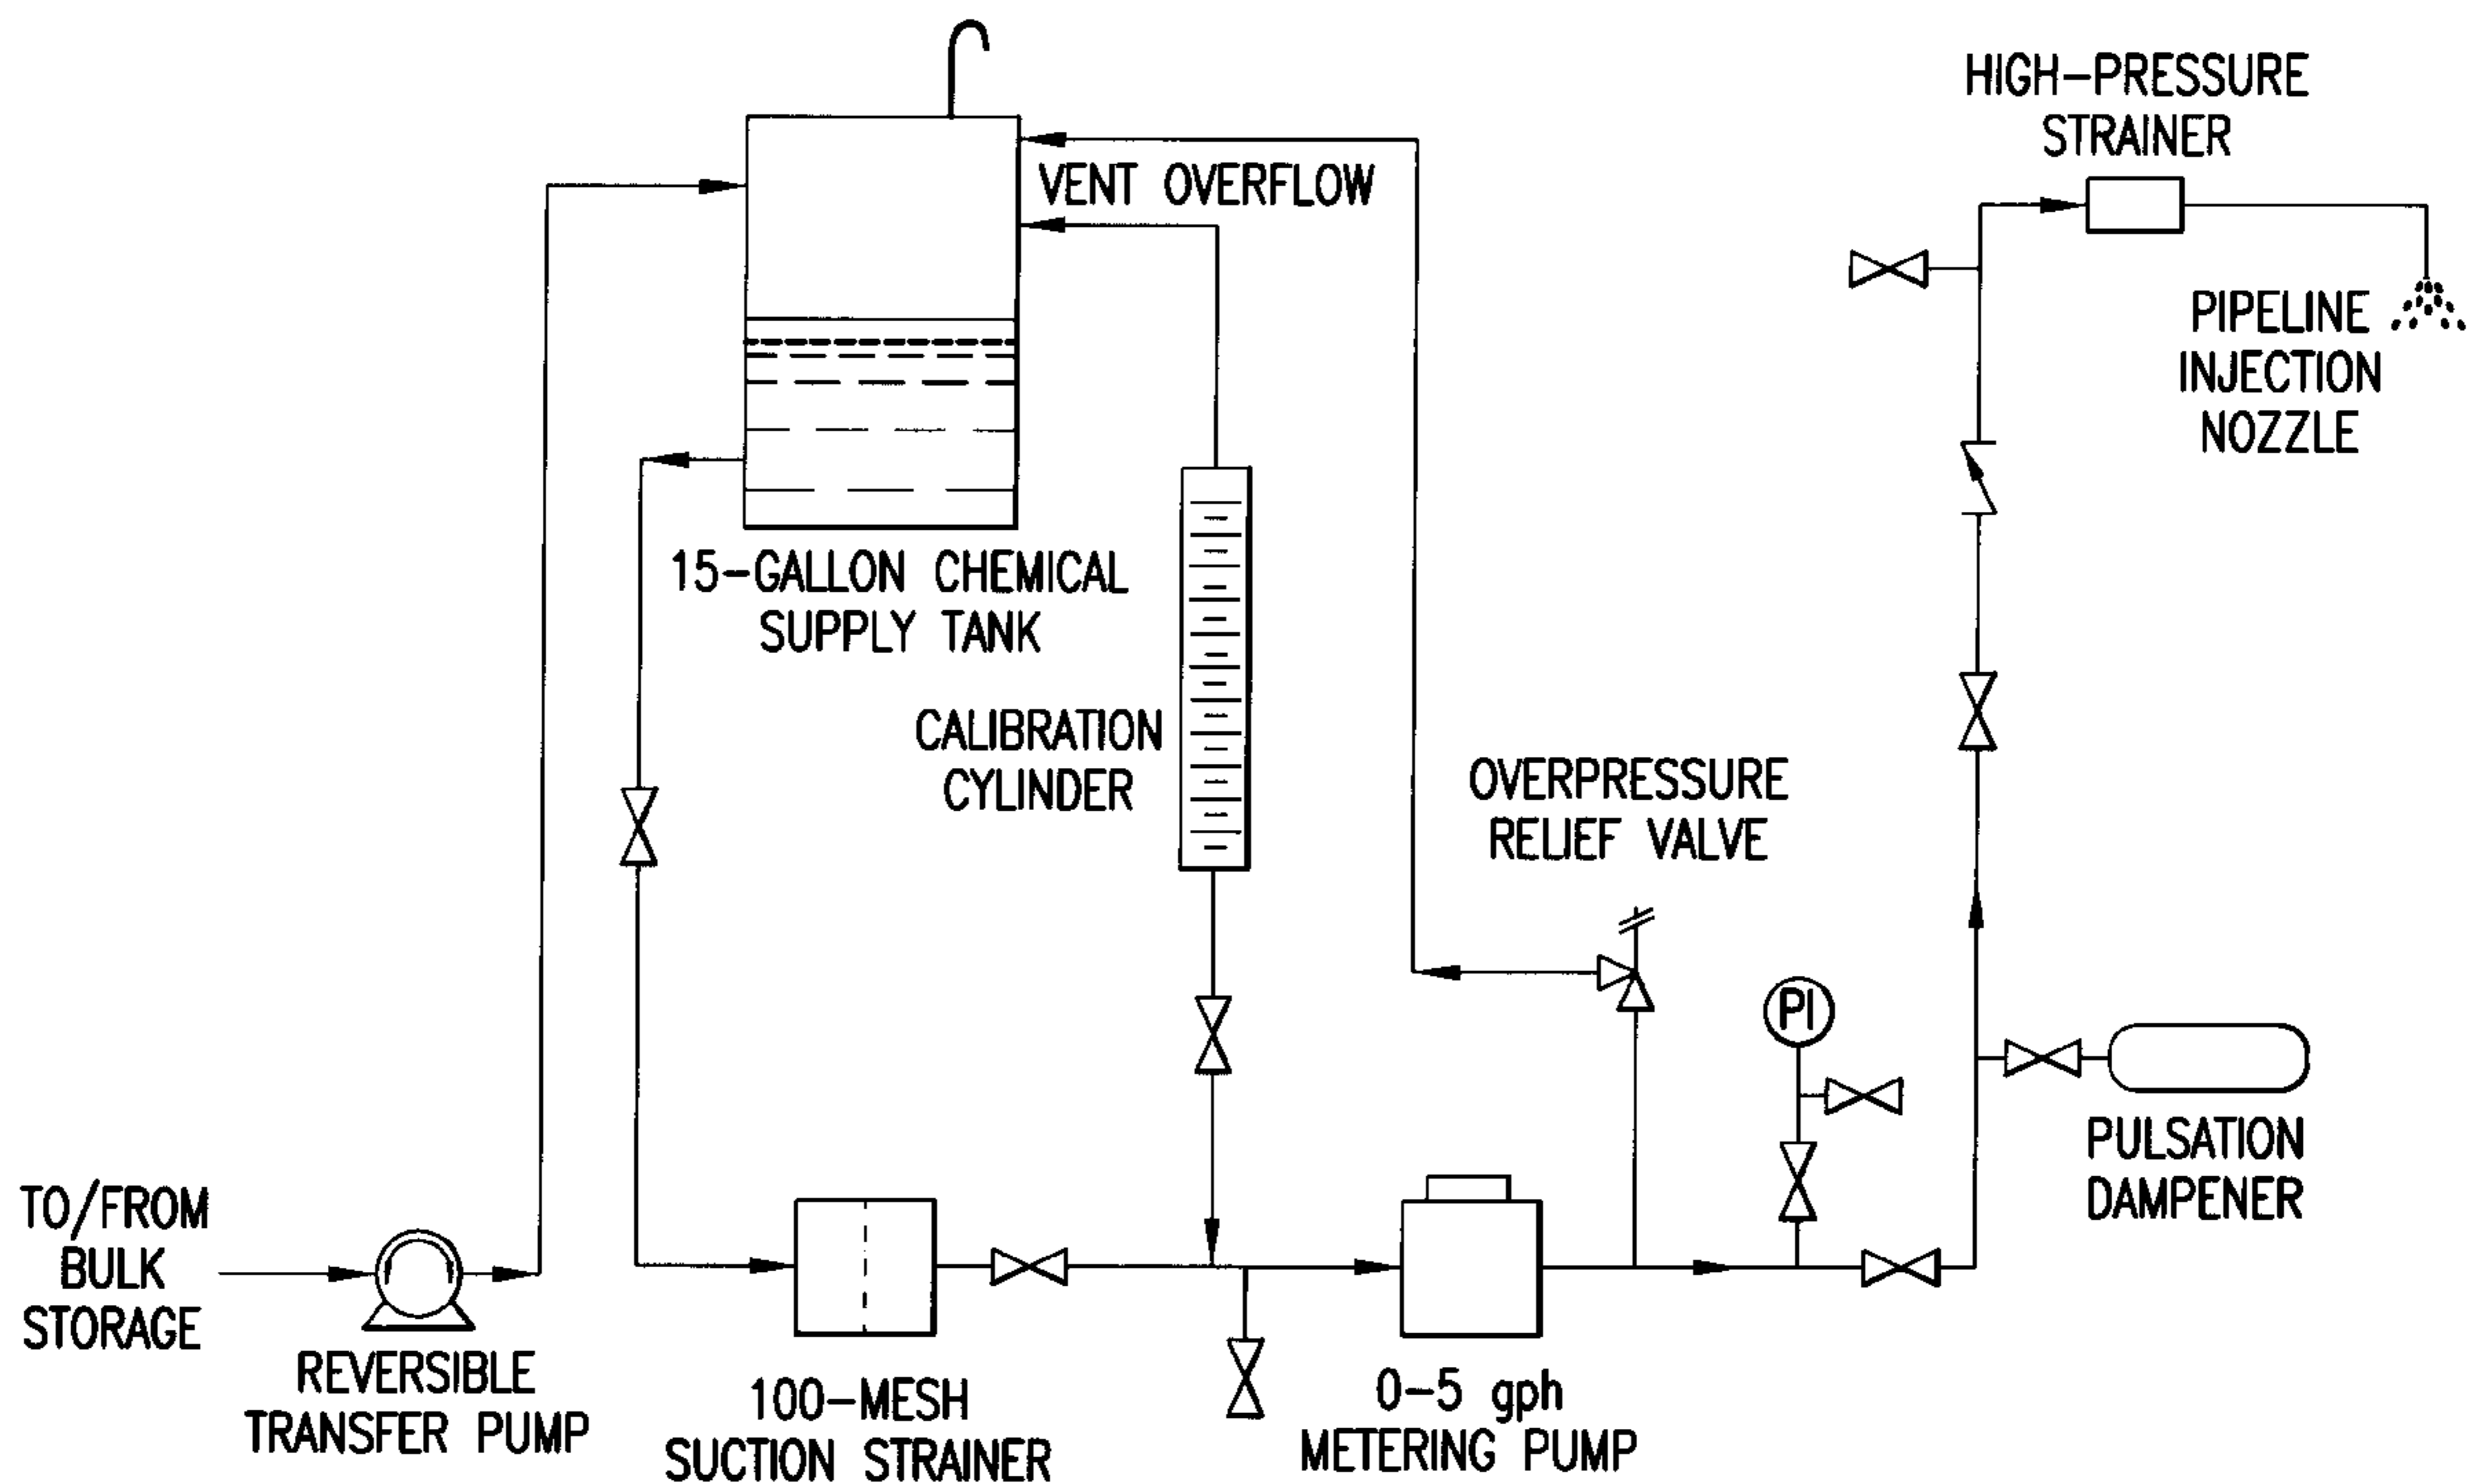 HIGH-PRESSURE
STRAINER
VENT OVERFLOW
PIPELINE
INJECTION
NOZZLE
15-GALLON CHEMICAL
SUPPLY TANK
CALIBRATION
CYLINDER
OVERPRESSURE
RELIEF VALVE
PI
PULSATION
DAMPENER
TO/FROM
BULK
STORAGE
REVERSIBLE
TRANSFER PUMP
100-MESH
SUCTION STRAINER
0-5 gph
METERING PUMP